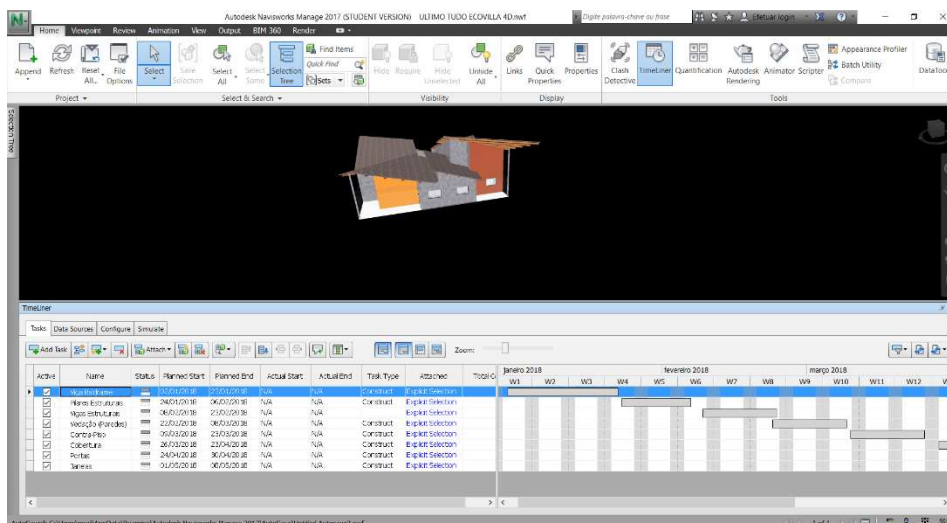 Autodesk Navisworks Manage 2017 (STUDENT VERSION) ULTIMO TUDO ECOVILLA 4D.nwf
Digite palavra-chave ou frase
Efetuar login
Home Viewpoint Review Animation View Output BIM 360 Render
Append
Refresh
Reset All...
File Options
Project
Select
Save Selection
Select All
Select Same
Selection Tree
Find Items
Quick Find
Sets
Select & Search
Hide
Require
Hide Unselected
Unhide All
Visibility
Links
Quick Properties
Properties
Display
Clash Detective
TimeLiner
Quantification
Autodesk Rendering
Animator
Scripter
Appearance Profiler
Batch Utility
Compare
DataToo
Tools
Selection Tree
TimeLiner
Tasks Data Sources Configure Simulate
Add Task
Attach
Zoom:
Active Name Status Planned Start Planned End Actual Start Actual End Task Type Attached Total C
janeiro 2018 fevereiro 2018 março 2018
W1 W2 W3 W4 W5 W6 W7 W8 W9 W10 W11 W12
N/A N/A Construct Explicit Selection
Pilares Estruturais 24/01/2018 06/02/2018 N/A N/A Construct Explicit Selection
Vigas Estruturais 25/02/2018 N/A N/A Explicit Selection
Vedação (Paredes) 22/02/2018 08/03/2018 N/A N/A Construct Explicit Selection
Contra-Piso 09/03/2018 23/03/2018 N/A N/A Construct Explicit Selection
Cobertura 26/03/2018 23/04/2018 N/A N/A Construct Explicit Selection
Portas 24/04/2018 30/04/2018 N/A N/A Construct Explicit Selection
Janelas 01/05/2018 08/05/2018 N/A N/A Construct Explicit Selection